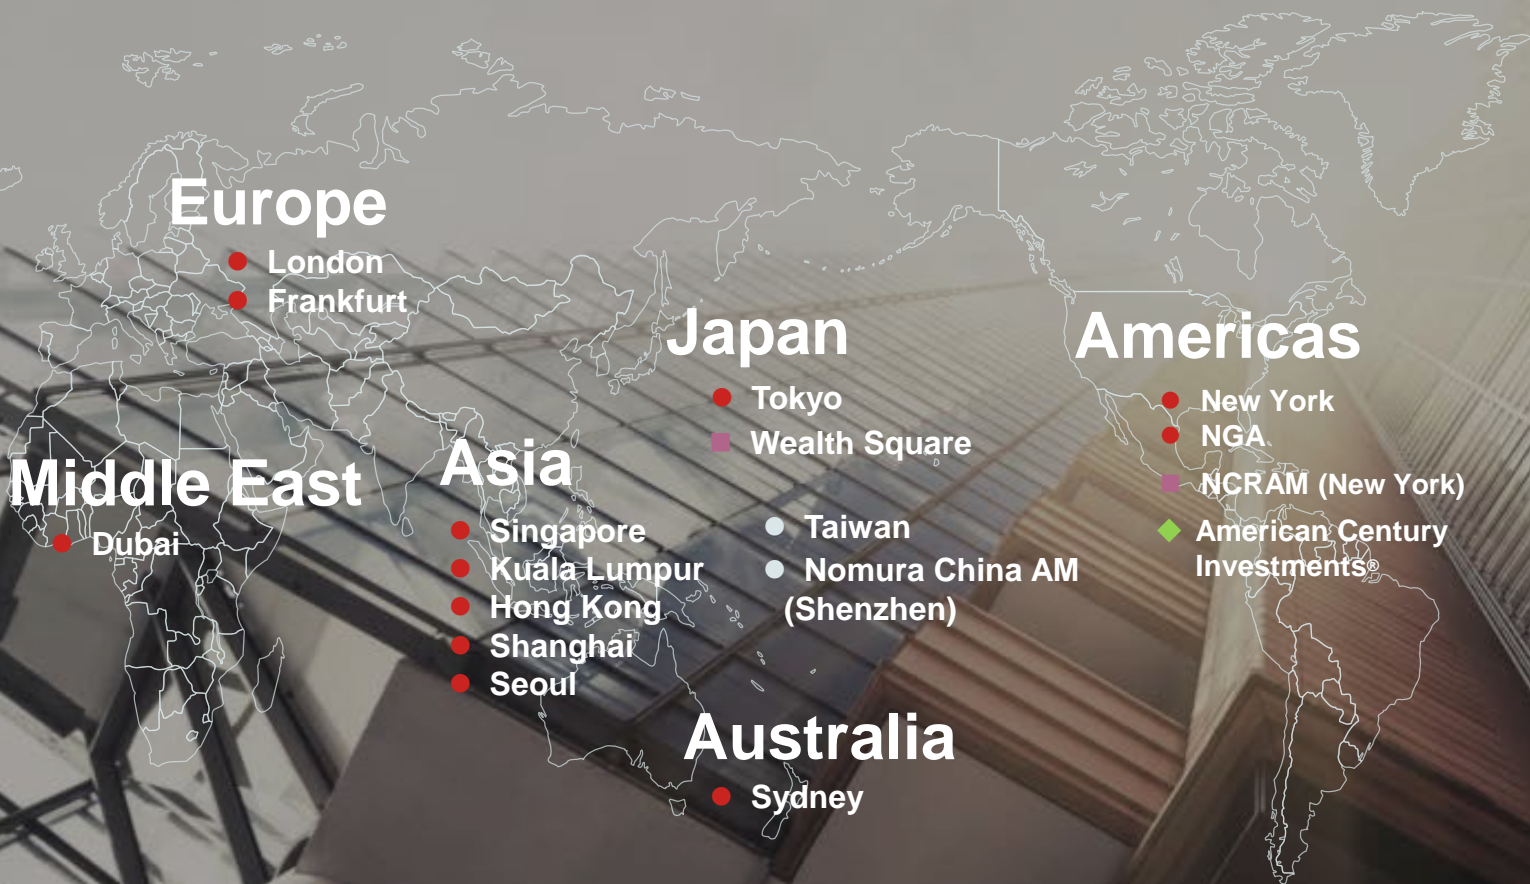 Europe
London
Frankfurt
Middle East
Dubai
Asia
Singapore
Kuala Lumpur
Hong Kong
Shanghai
Seoul
Japan
Tokyo
Wealth Square
Taiwan
Nomura China AM
(Shenzhen)
Australia
Sydney
Americas
New York
NGA
NCRAM (New York)
American Century
Investments®